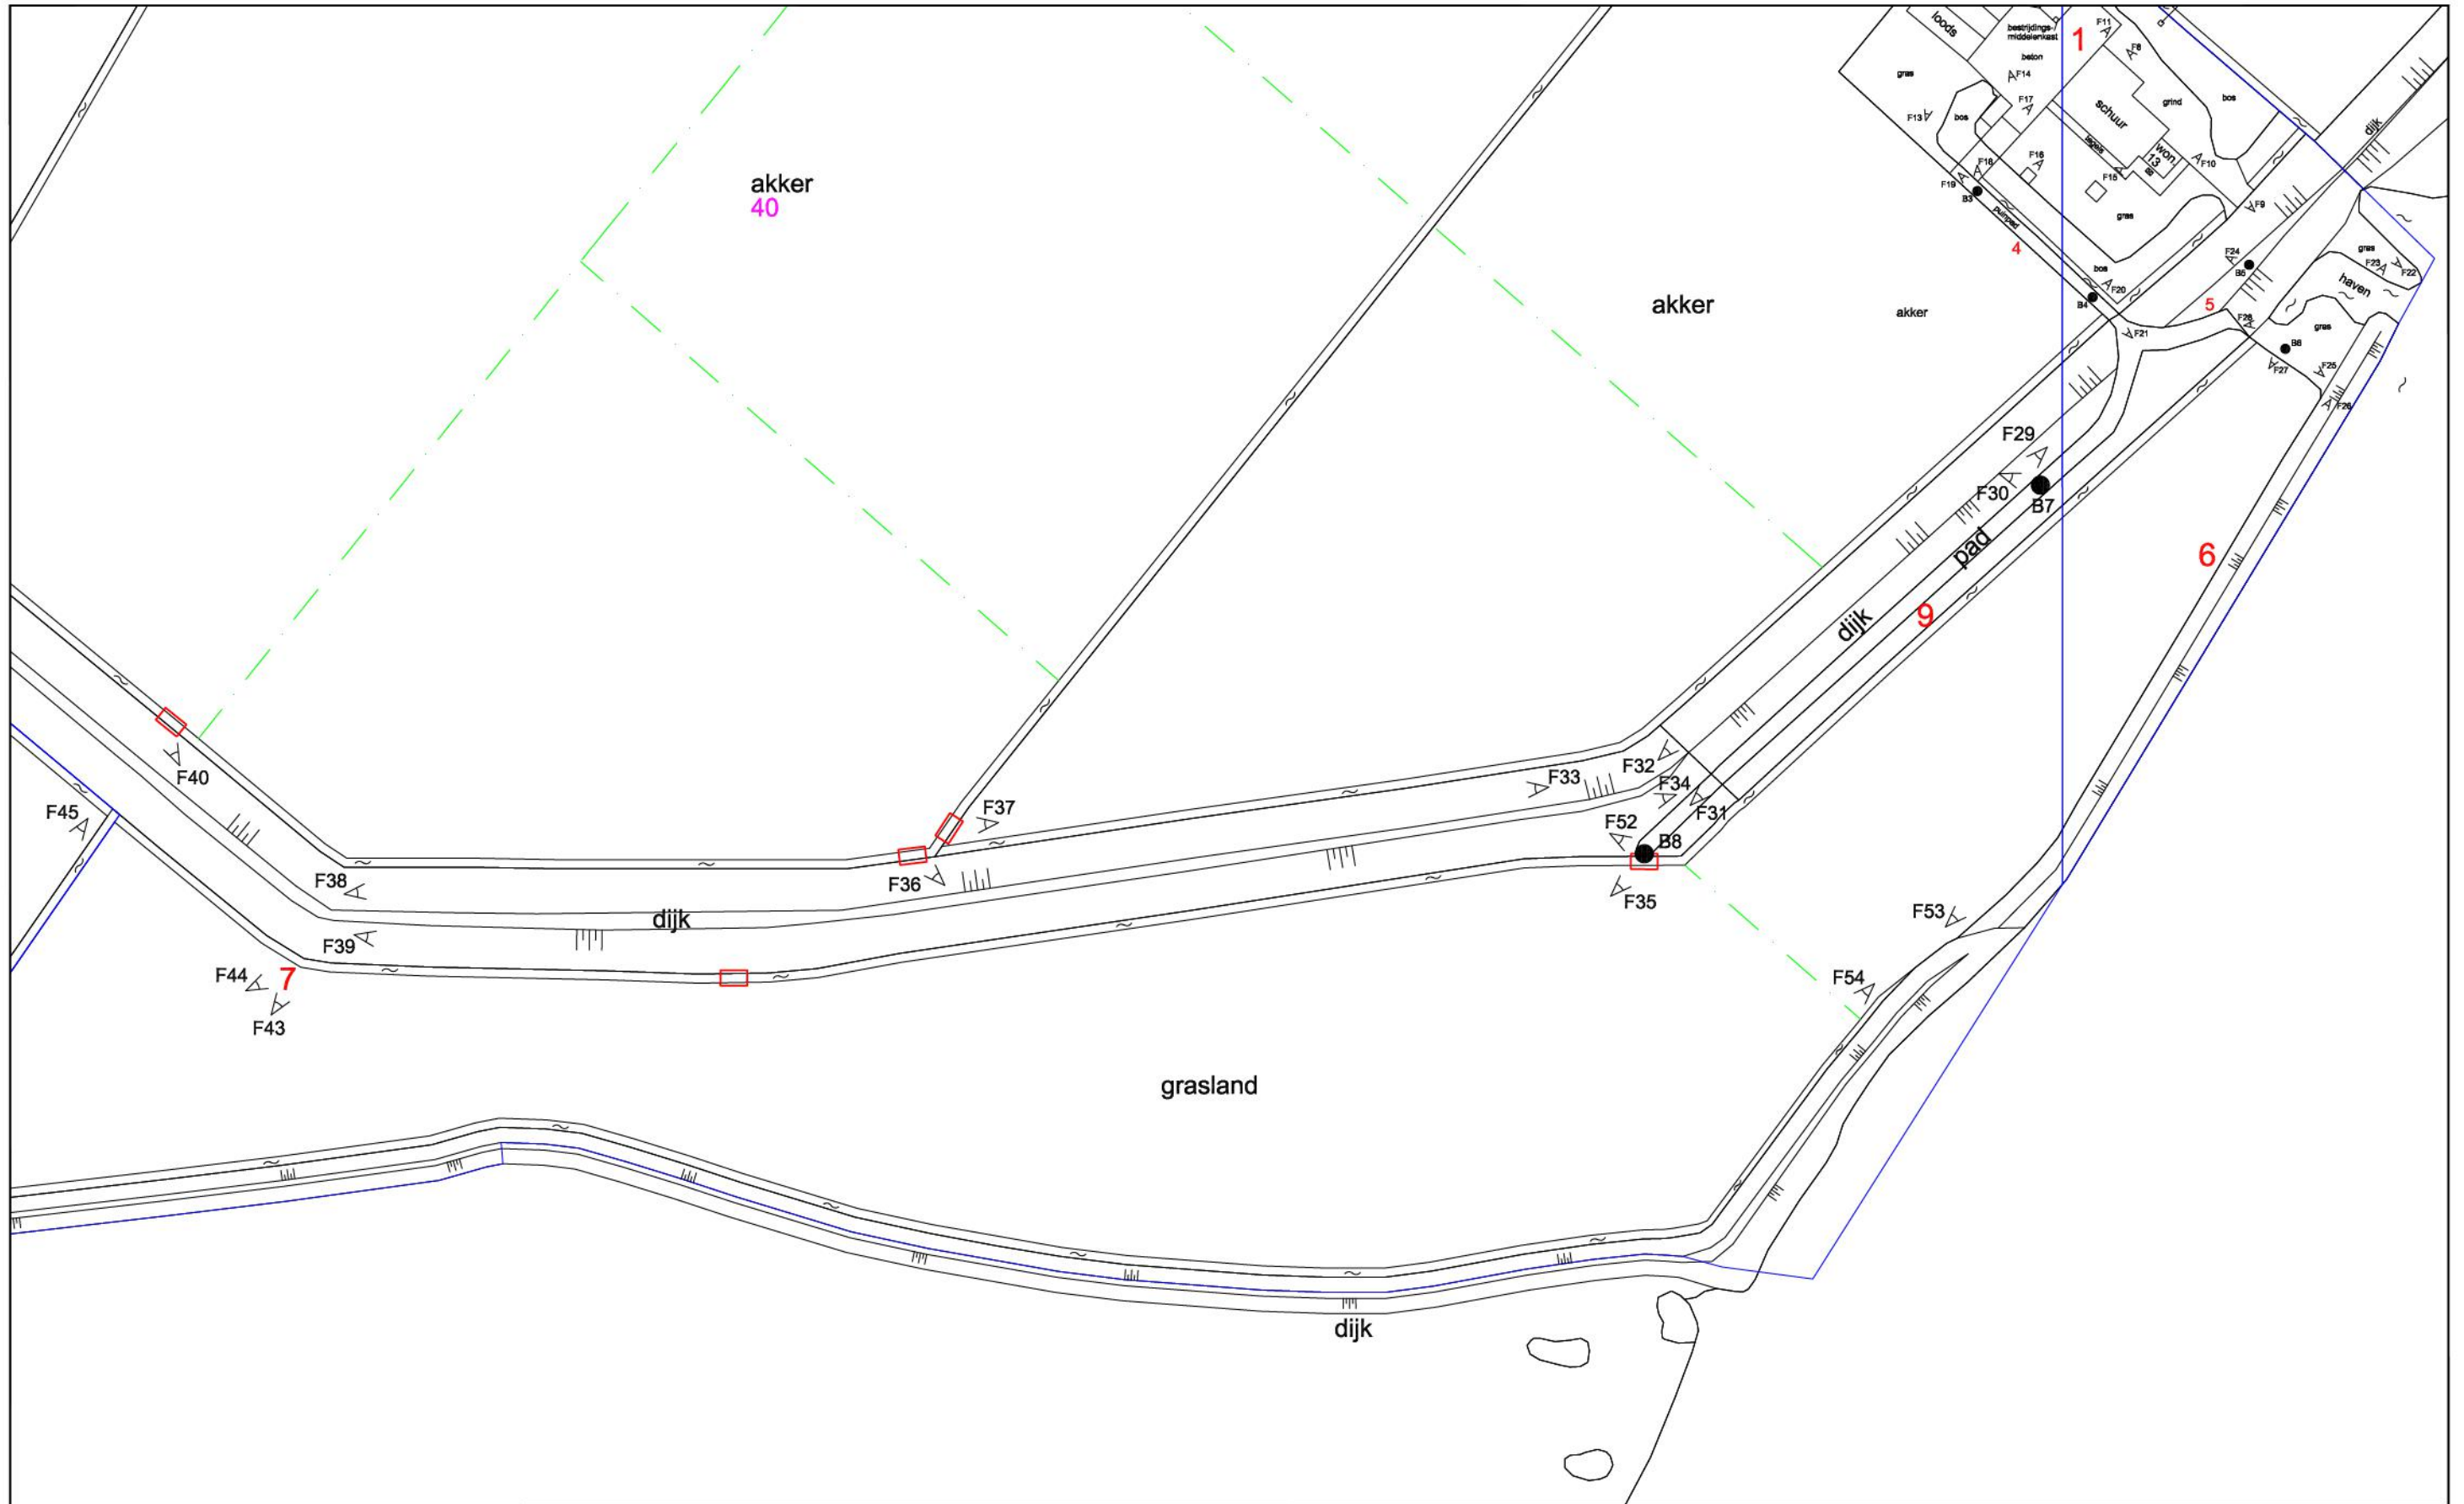 loods
bestrijdings-
middelenkast
F11
1
F8
beton
F14
gras
F17
grind
bos
schuur
F13
bos
dijk
tegels
won.
13
F16
F10
F18
F15
F19
B3
puinpad
gras
F9
akker
40
4
F24
B5
gras
F23
F22
bos
F20
haven
B4
akker
akker
5
F28
gras
F21
B6
F27
F25
F26
F29
F30
B7
pad
6
dijk
9
F40
F32
F33
F34
F31
F37
F45
F52
B8
F38
F36
F35
dijk
F53
F39
F44
7
F54
F43
grasland
dijk